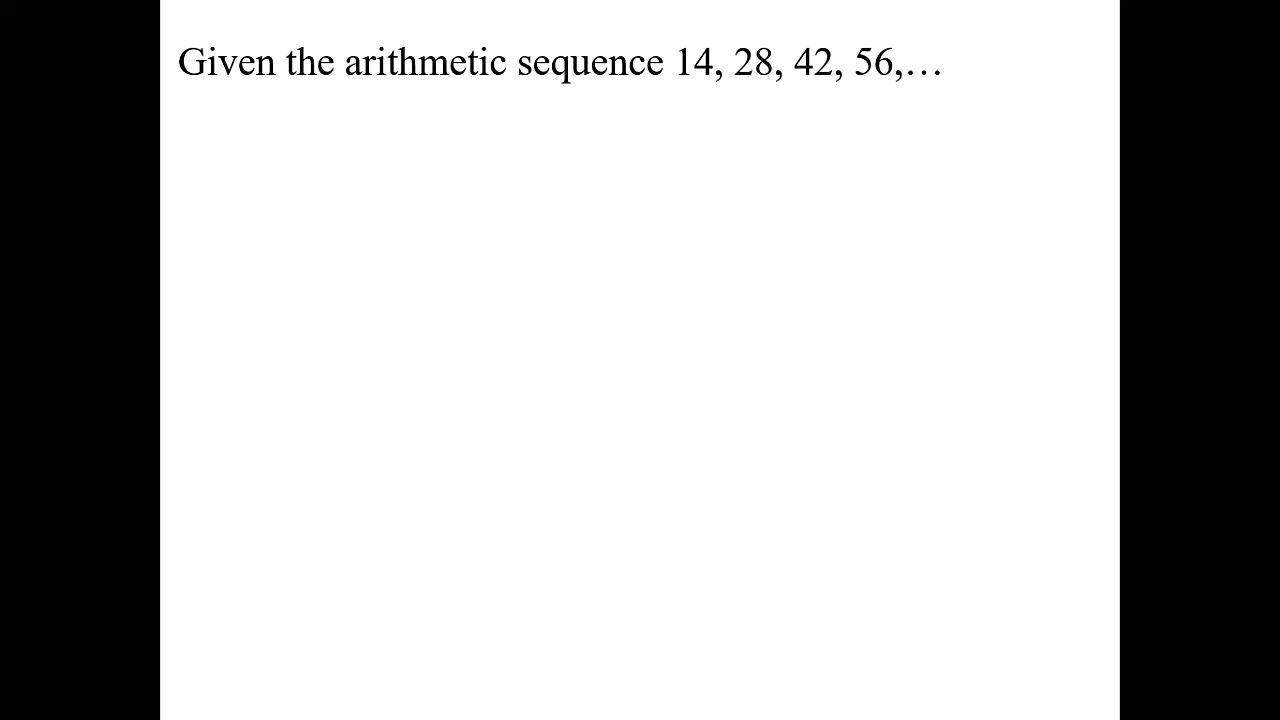 Given the arithmetic sequence 14, 28, 42, 56,…